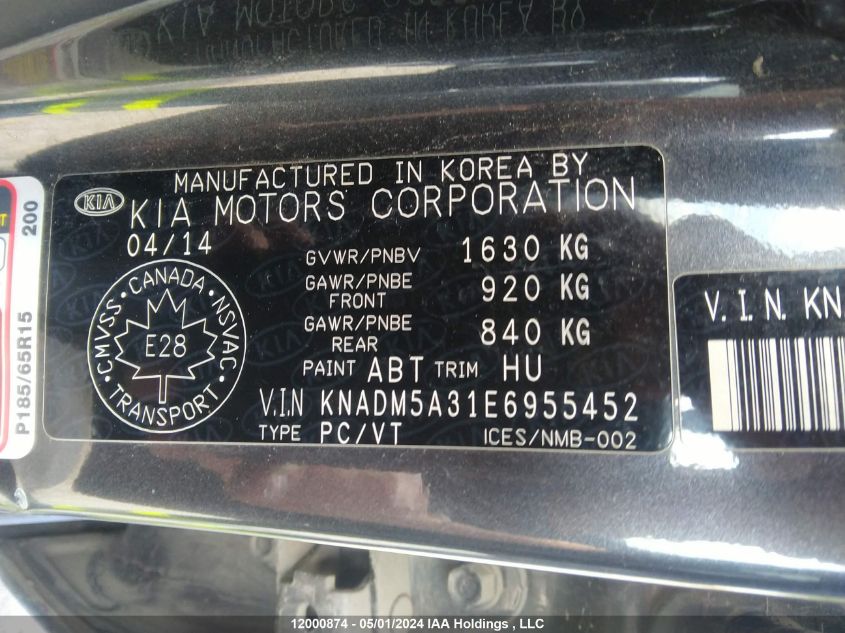 MANUFACTURED IN KOREA BY
KIA KIA MOTORS CORPORATION
04/14
GVWR/PNBV 1630 KG
GAWR/PNBE FRONT 920 KG
GAWR/PNBE REAR 840 KG
PAINT ABT TRIM HU
V.I.N KNADM5A31E6955452
TYPE PC/VT ICES/NMB-002
CMVSS · CANADA · NSVAC · TRANSPORT
E28
200
P185/65R15
V.I.N. KN
12000874 - 05/01/2024 IAA Holdings, , LLC